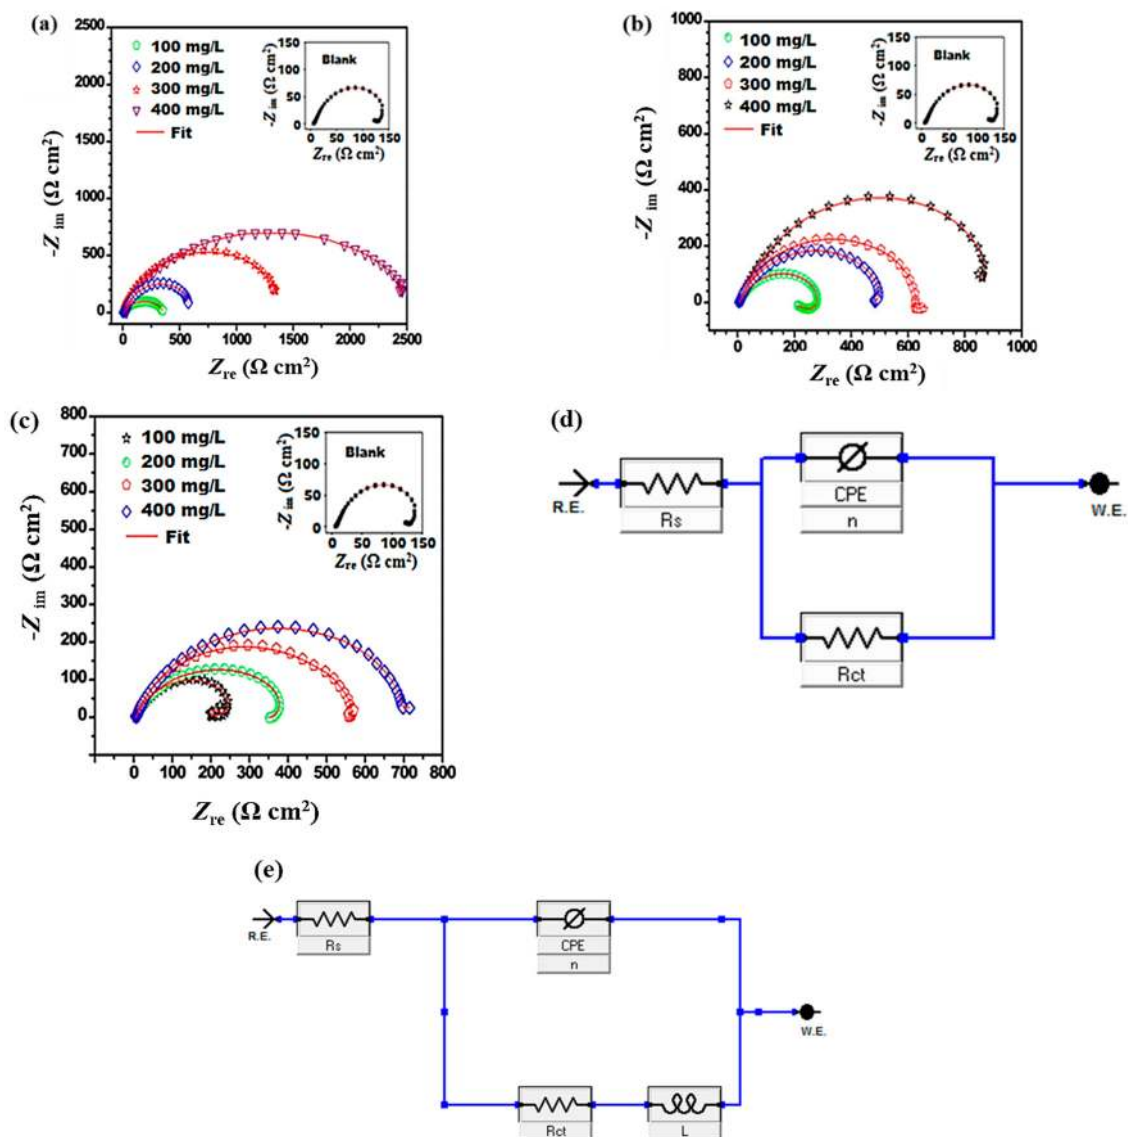 (a)
2500
2000
1500
1000
500
0
-Z im (Ω cm²)
100 mg/L
200 mg/L
300 mg/L
400 mg/L
Fit
150
100
50
0
-Z im (Ω cm²)
Blank
0 50 100 150
Zre (Ω cm²)
0 500 1000 1500 2000 2500
Zre (Ω cm²)
(b)
1000
800
600
400
200
0
-Z im (Ω cm²)
100 mg/L
200 mg/L
300 mg/L
400 mg/L
Fit
150
100
50
0
-Z im (Ω cm²)
Blank
0 50 100 150
Zre (Ω cm²)
0 200 400 600 800 1000
Zre (Ω cm²)
(c)
800
700
600
500
400
300
200
100
0
-Z im (Ω cm²)
100 mg/L
200 mg/L
300 mg/L
400 mg/L
Fit
150
100
50
0
-Z im (Ω cm²)
Blank
0 50 100 150
Zre (Ω cm²)
0 100 200 300 400 500 600 700 800
Zre (Ω cm²)
(d)
R.E.
Rs
CPE
n
Rct
W.E.
(e)
R.E.
Rs
CPE
n
W.E.
Rct
L